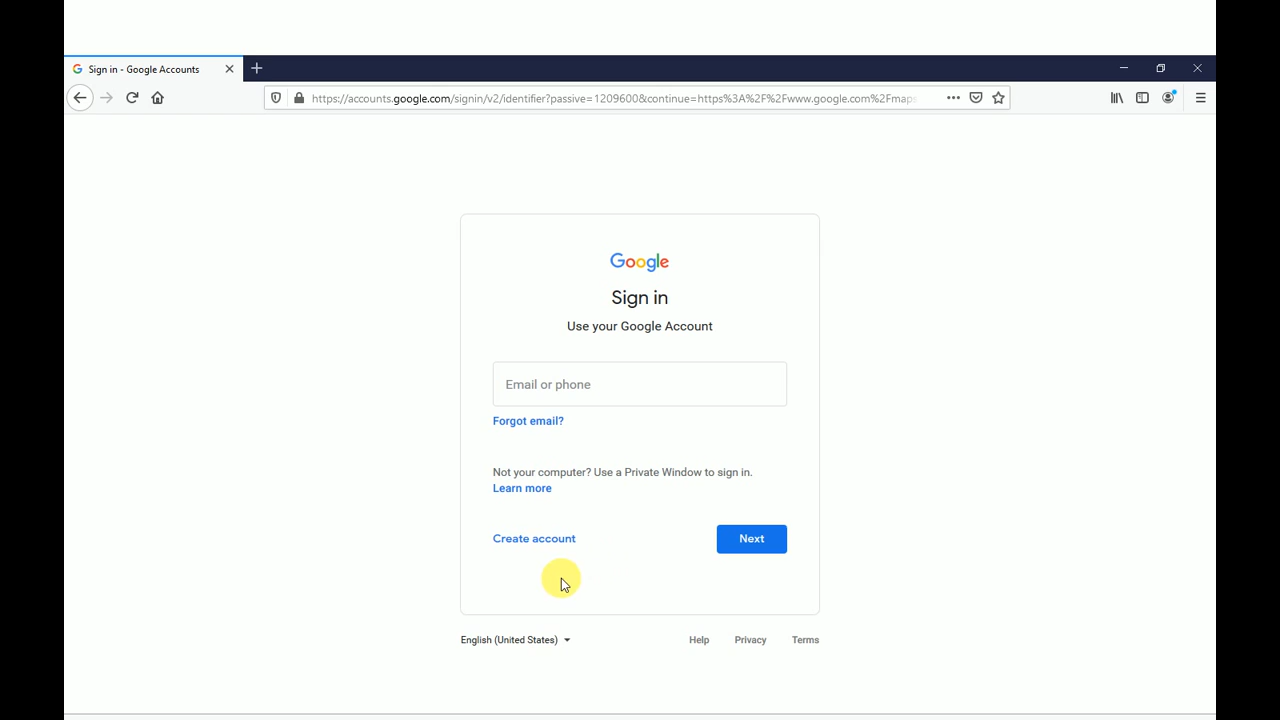 Sign in - Google Accounts
https://accounts.google.com/signin/v2/identifier?passive=1209600&continue=https%3A%2F%2Fwww.google.com%2Fmaps
Google
Sign in
Use your Google Account
Email or phone
Forgot email?
Not your computer? Use a Private Window to sign in.
Learn more
Create account
Next
English (United States)
Help
Privacy
Terms